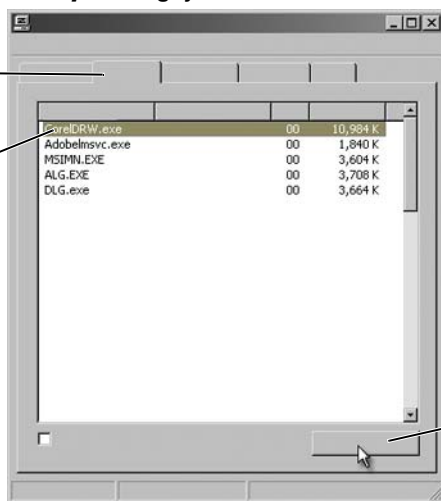 CorelDRW.exe 00 10,984 K
Adobelmsvc.exe 00 1,840 K
MSIMN.EXE 00 3,604 K
ALG.EXE 00 3,708 K
DLG.exe 00 3,664 K